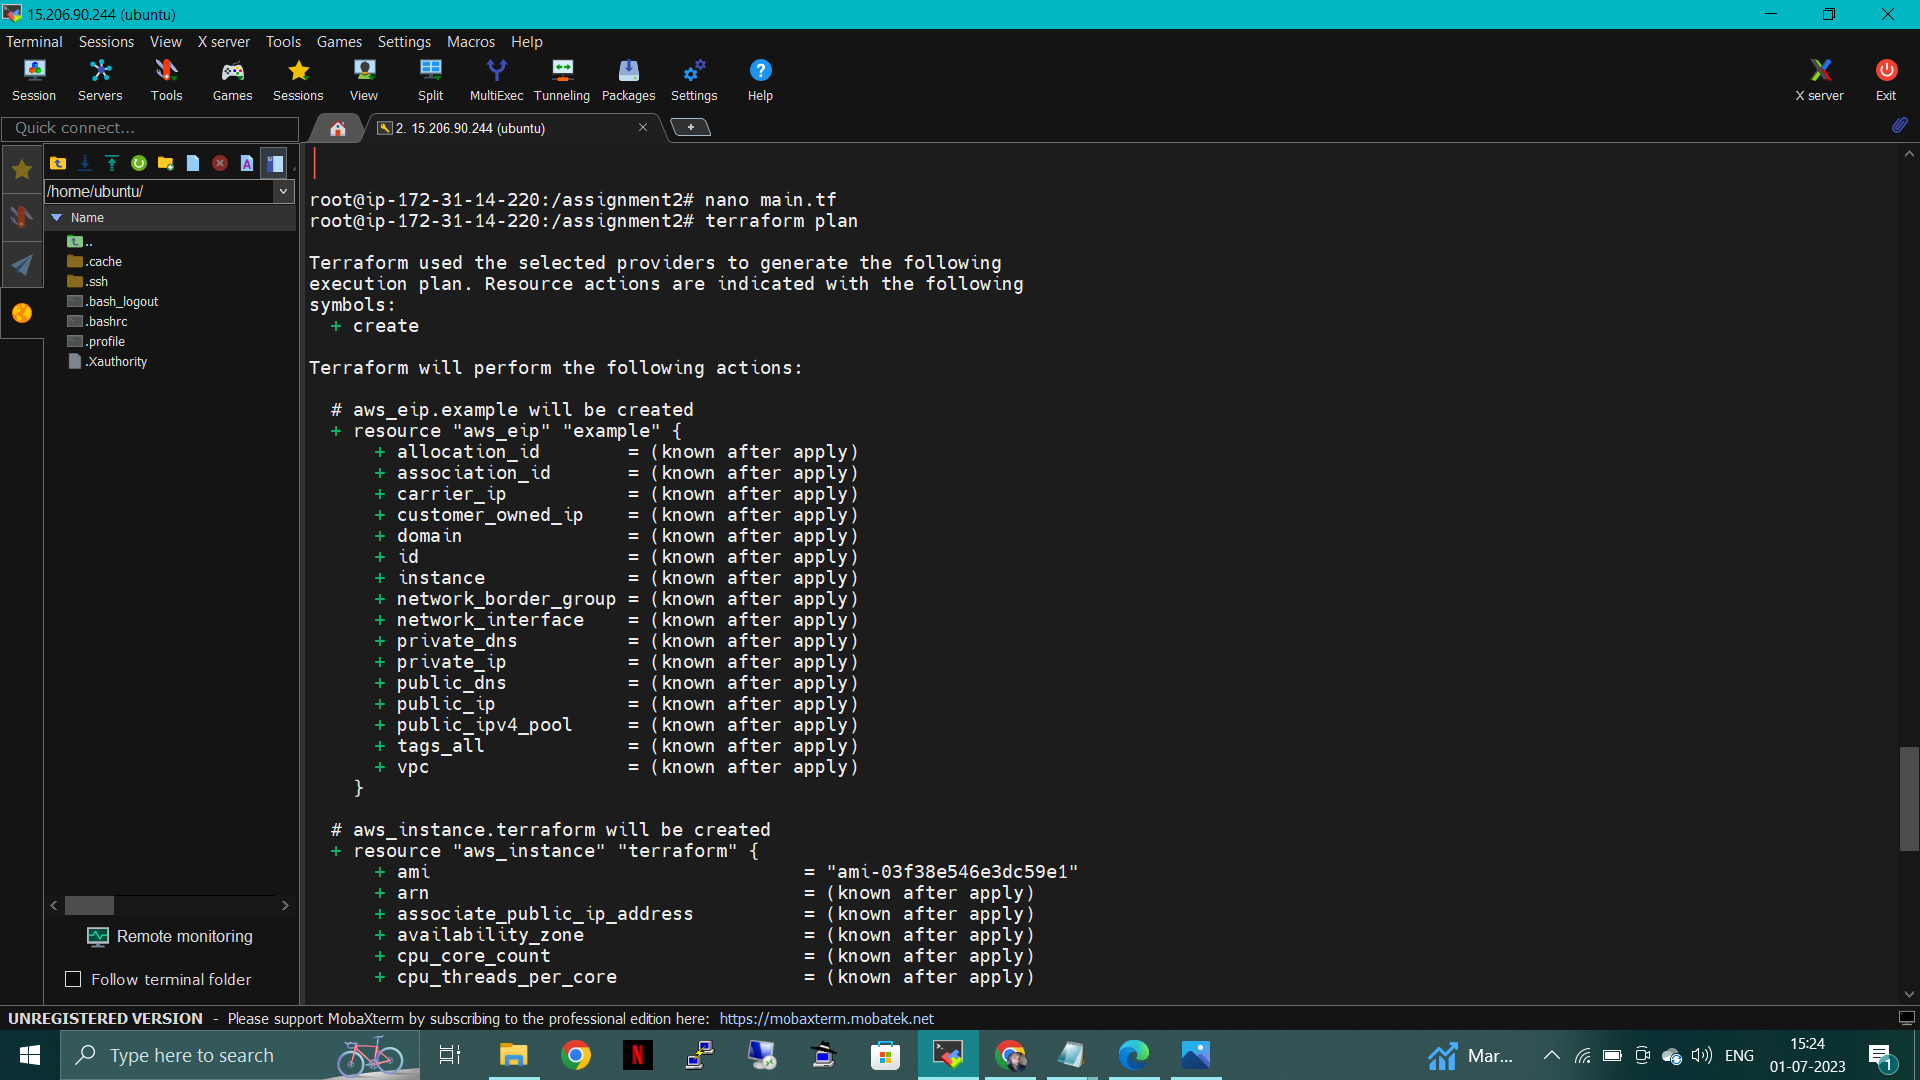 15.206.90.244 (ubuntu)
Terminal Sessions View X server Tools Games Settings Macros Help
Session Servers Tools Games Sessions View Split MultiExec Tunneling Packages Settings Help X server Exit
Quick connect...
2. 15.206.90.244 (ubuntu)
/home/ubuntu/
Name
..
.cache
.ssh
.bash_logout
.bashrc
.profile
.Xauthority
Remote monitoring
Follow terminal folder
root@ip-172-31-14-220:/assignment2# nano main.tf
root@ip-172-31-14-220:/assignment2# terraform plan
Terraform used the selected providers to generate the following
execution plan. Resource actions are indicated with the following
symbols:
+ create
Terraform will perform the following actions:
# aws_eip.example will be created
+ resource "aws_eip" "example" {
+ allocation_id = (known after apply)
+ association_id = (known after apply)
+ carrier_ip = (known after apply)
+ customer_owned_ip = (known after apply)
+ domain = (known after apply)
+ id = (known after apply)
+ instance = (known after apply)
+ network_border_group = (known after apply)
+ network_interface = (known after apply)
+ private_dns = (known after apply)
+ private_ip = (known after apply)
+ public_dns = (known after apply)
+ public_ip = (known after apply)
+ public_ipv4_pool = (known after apply)
+ tags_all = (known after apply)
+ vpc = (known after apply)
}
# aws_instance.terraform will be created
+ resource "aws_instance" "terraform" {
+ ami = "ami-03f38e546e3dc59e1"
+ arn = (known after apply)
+ associate_public_ip_address = (known after apply)
+ availability_zone = (known after apply)
+ cpu_core_count = (known after apply)
+ cpu_threads_per_core = (known after apply)
UNREGISTERED VERSION - Please support MobaXterm by subscribing to the professional edition here: https://mobaxterm.mobatek.net
Type here to search
Mar...
ENG
15:24
01-07-2023
1